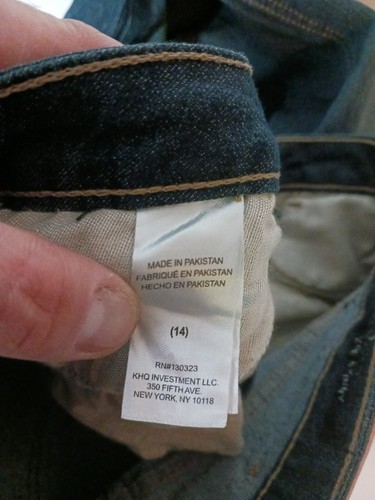 MADE IN PAKISTAN
FABRIQUÉ EN PAKISTAN
HECHO EN PAKISTAN
(14)
RN#130323
KHQ INVESTMENT LLC.
350 FIFTH AVE.
NEW YORK, NY 10118